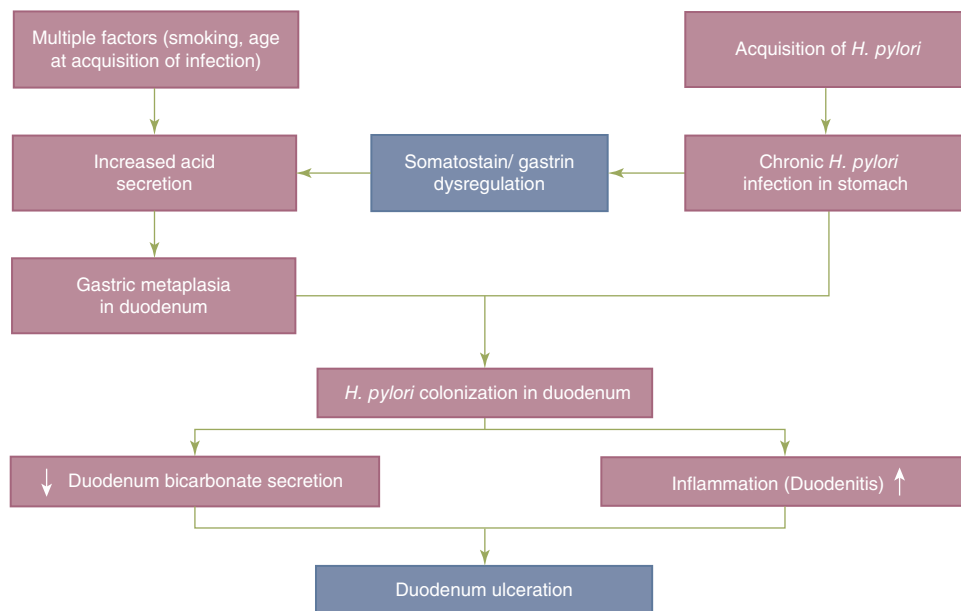 Multiple factors (smoking, age
at acquisition of infection)
Acquisition of H. pylori
Increased acid
secretion
Somatostain/ gastrin
dysregulation
Chronic H. pylori
infection in stomach
Gastric metaplasia
in duodenum
H. pylori colonization in duodenum
↓ Duodenum bicarbonate secretion
Inflammation (Duodenitis) ↑
Duodenum ulceration